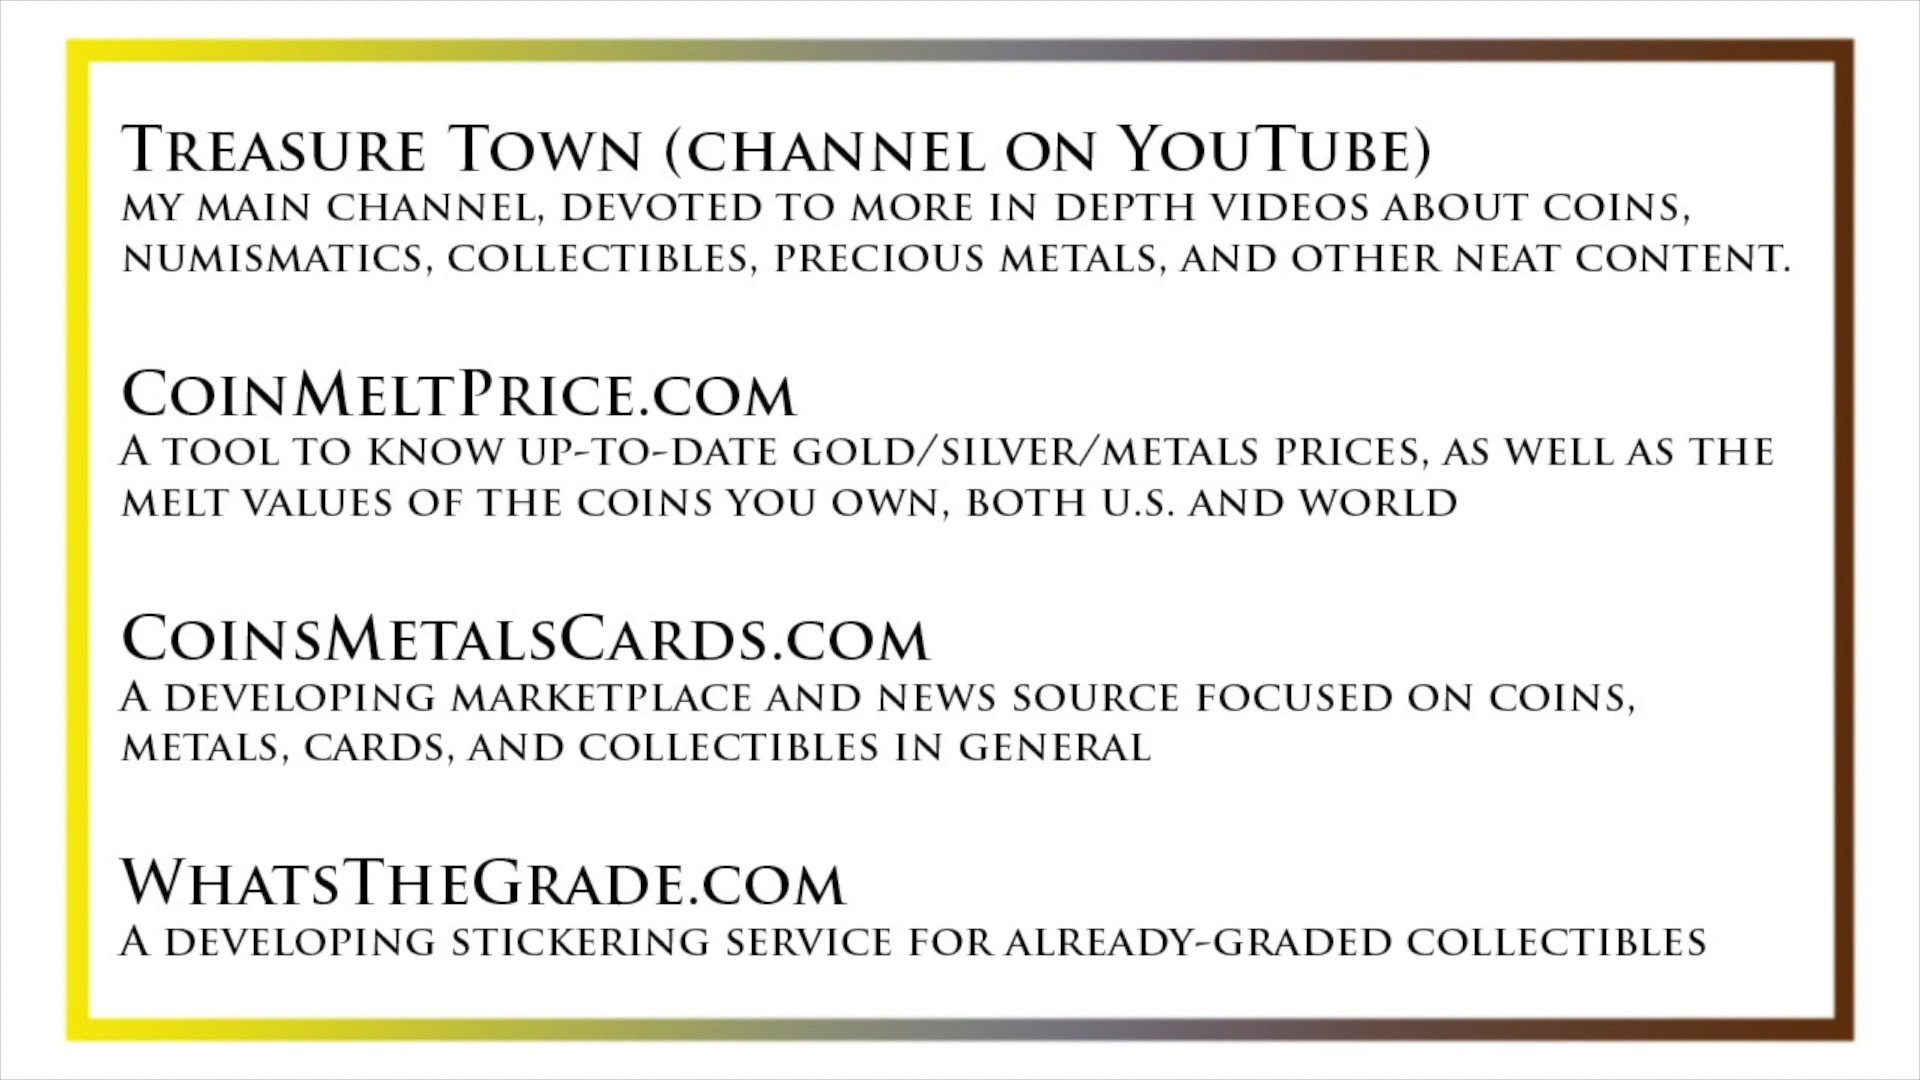 Treasure Town (channel on YouTube)
my main channel, devoted to more in depth videos about coins,
numismatics, collectibles, precious metals, and other neat content.
CoinMeltPrice.com
A tool to know up-to-date gold/silver/metals prices, as well as the
melt values of the coins you own, both u.s. and world
CoinsMetalsCards.com
A developing marketplace and news source focused on coins,
metals, cards, and collectibles in general
WhatsTheGrade.com
A developing stickering service for already-graded collectibles